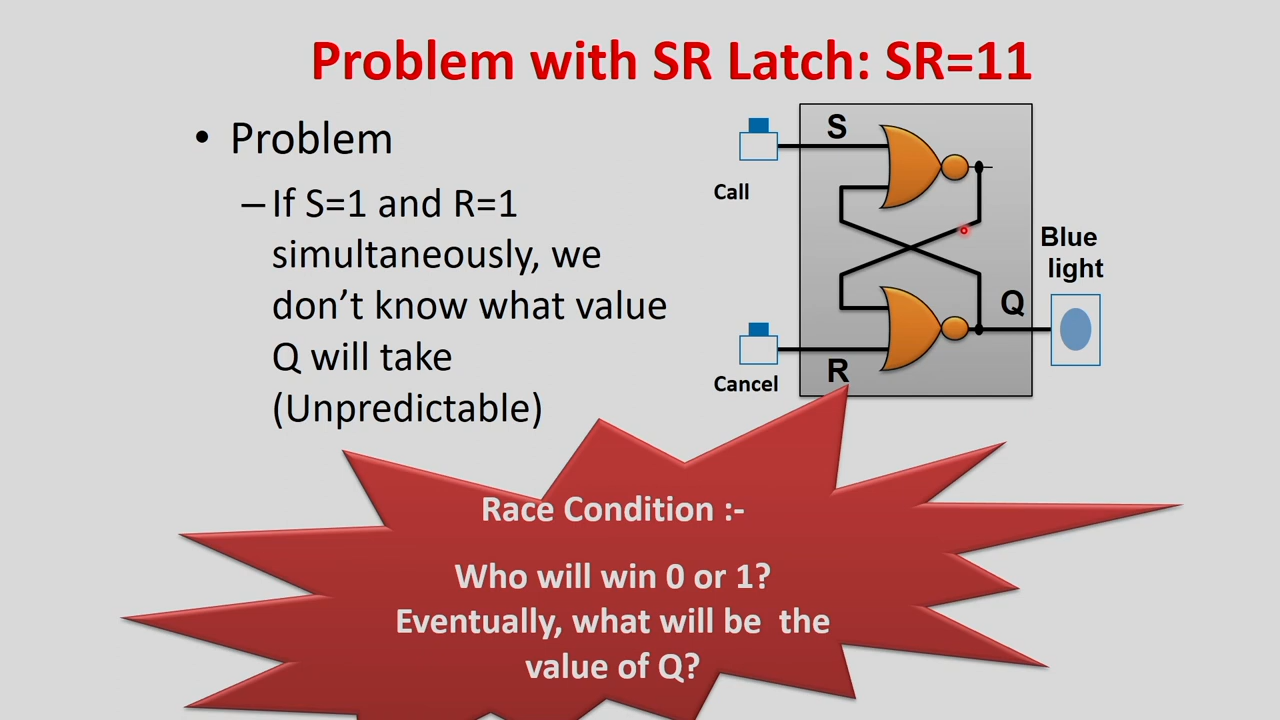 Problem with SR Latch: SR=11
• Problem
–If S=1 and R=1
simultaneously, we
don’t know what value
Q will take
(Unpredictable)
S
Call
Blue
light
Q
Cancel
R
Race Condition :-
Who will win 0 or 1?
Eventually, what will be the
value of Q?